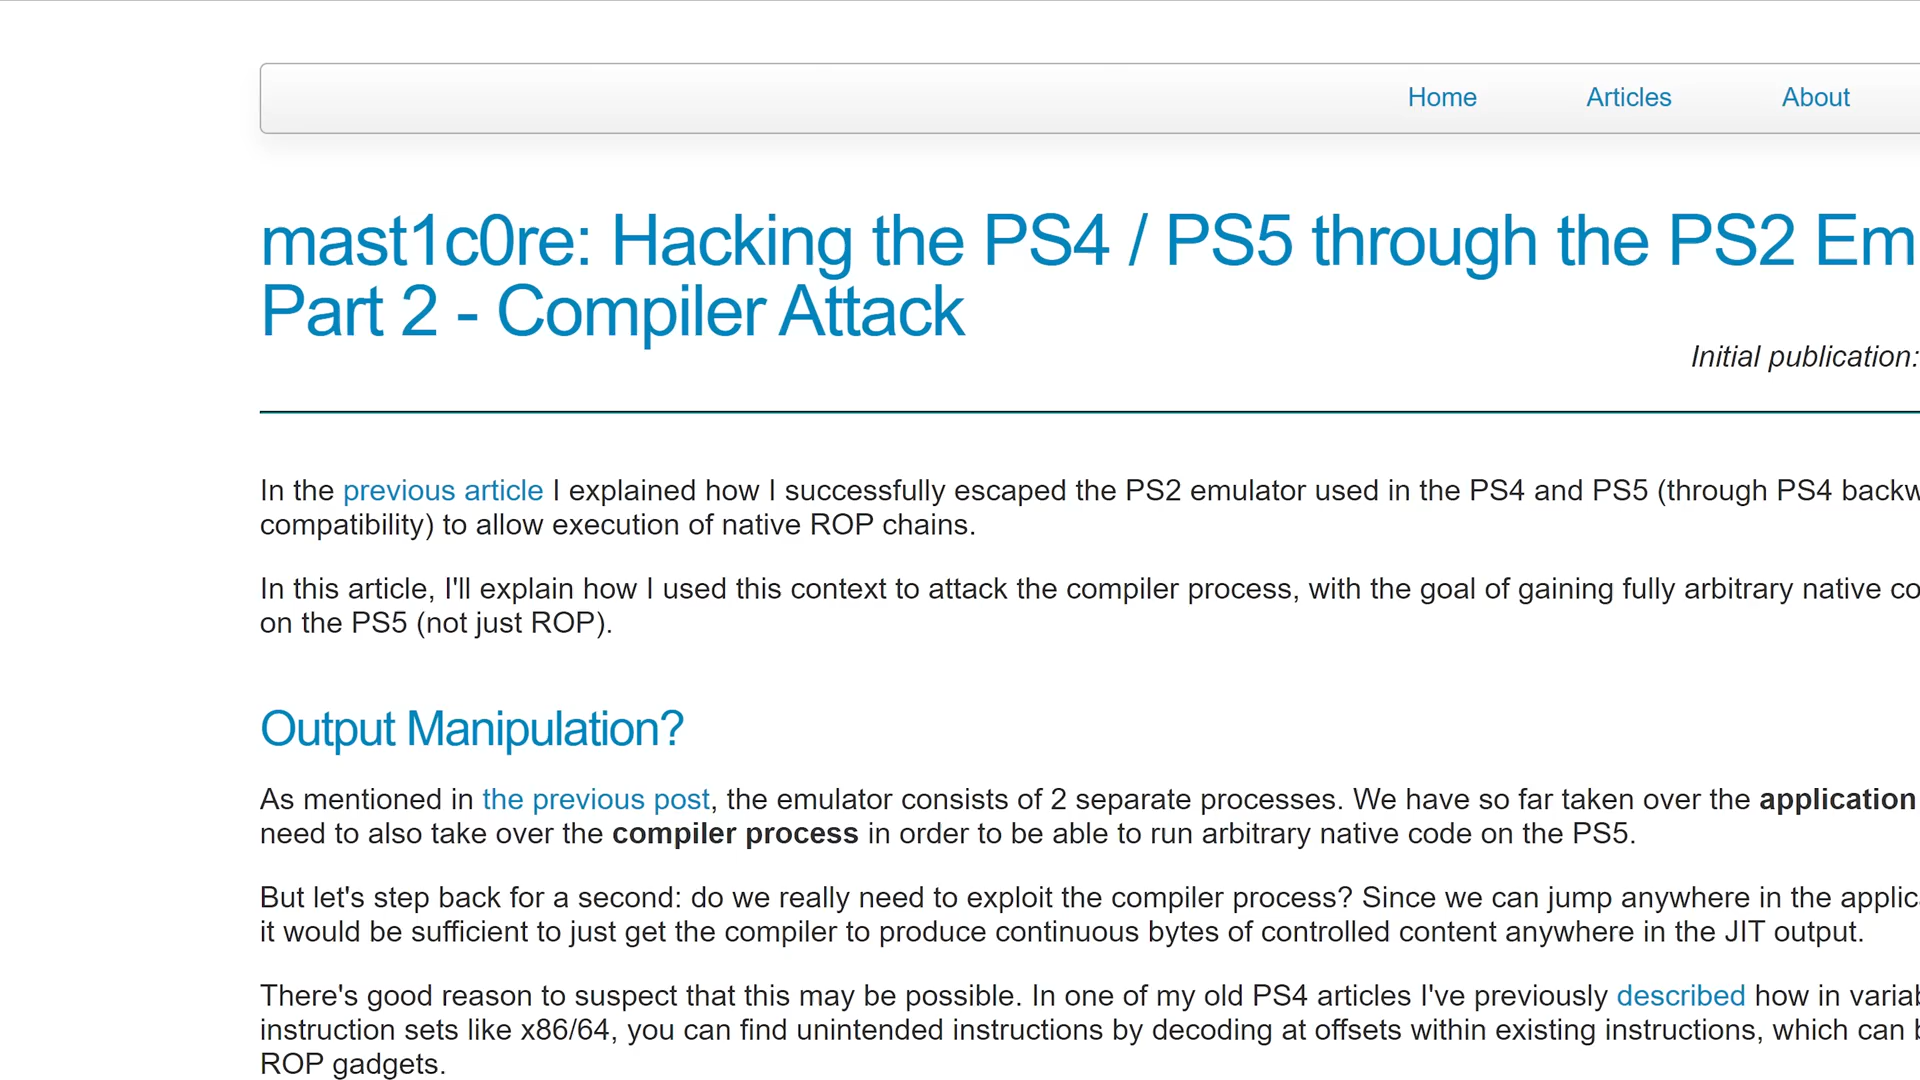 Home Articles About
mast1c0re: Hacking the PS4 / PS5 through the PS2 Em
Part 2 - Compiler Attack
Initial publication:
In the previous article I explained how I successfully escaped the PS2 emulator used in the PS4 and PS5 (through PS4 backw
compatibility) to allow execution of native ROP chains.
In this article, I'll explain how I used this context to attack the compiler process, with the goal of gaining fully arbitrary native co
on the PS5 (not just ROP).
Output Manipulation?
As mentioned in the previous post, the emulator consists of 2 separate processes. We have so far taken over the application
need to also take over the compiler process in order to be able to run arbitrary native code on the PS5.
But let's step back for a second: do we really need to exploit the compiler process? Since we can jump anywhere in the applic
it would be sufficient to just get the compiler to produce continuous bytes of controlled content anywhere in the JIT output.
There's good reason to suspect that this may be possible. In one of my old PS4 articles I've previously described how in variab
instruction sets like x86/64, you can find unintended instructions by decoding at offsets within existing instructions, which can b
ROP gadgets.